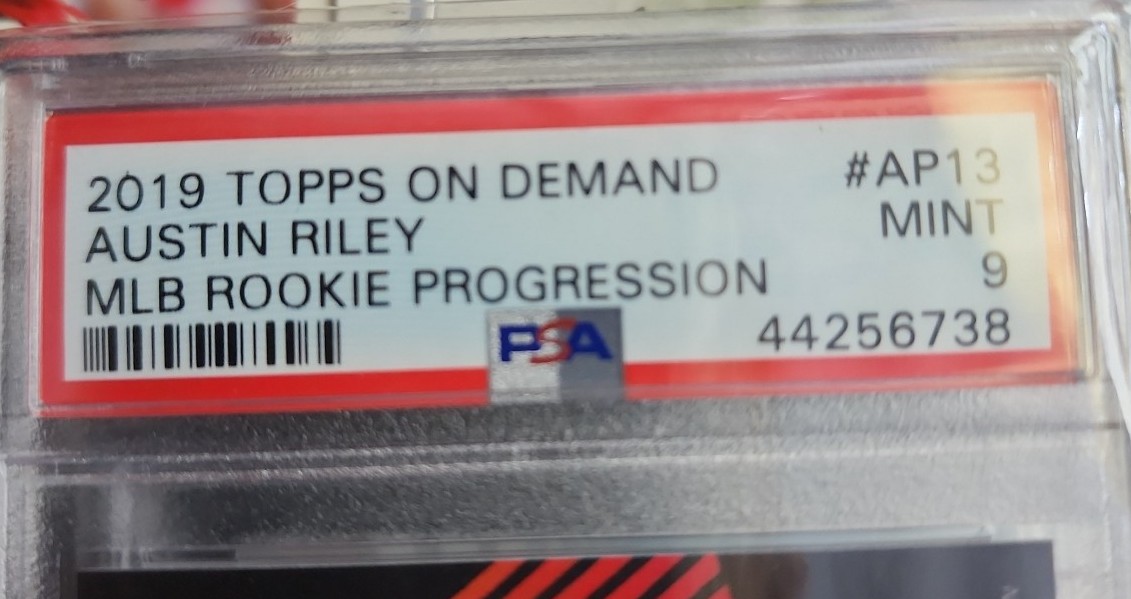 2019 TOPPS ON DEMAND #AP13
AUSTIN RILEY MINT
MLB ROOKIE PROGRESSION 9
PSA 44256738